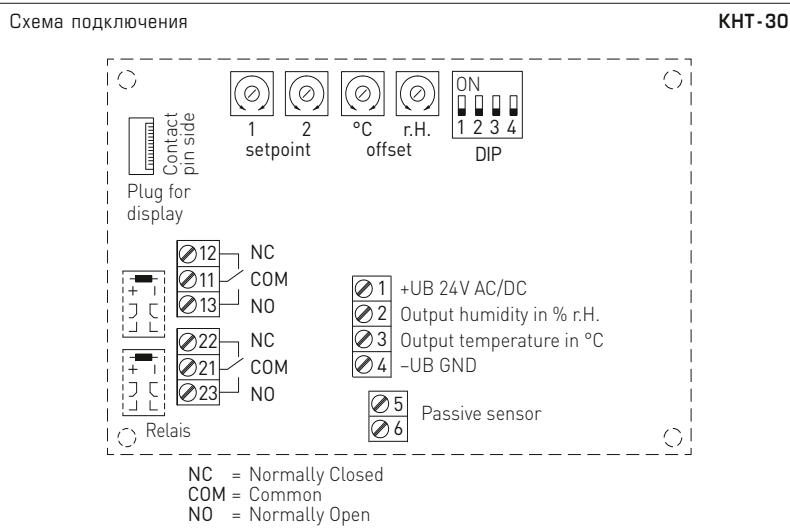 Схема подключения KHT-30
ON
1 2 3 4
DIP
1 2
setpoint
°C r.H.
offset
Contact
pin side
Plug for
display
12 NC
11 COM
13 NO
+ –
22 NC
21 COM
23 NO
+ –
Relais
1 +UB 24V AC/DC
2 Output humidity in % r.H.
3 Output temperature in °C
4 –UB GND
5
6
Passive sensor
NC = Normally Closed
COM = Common
NO = Normally Open